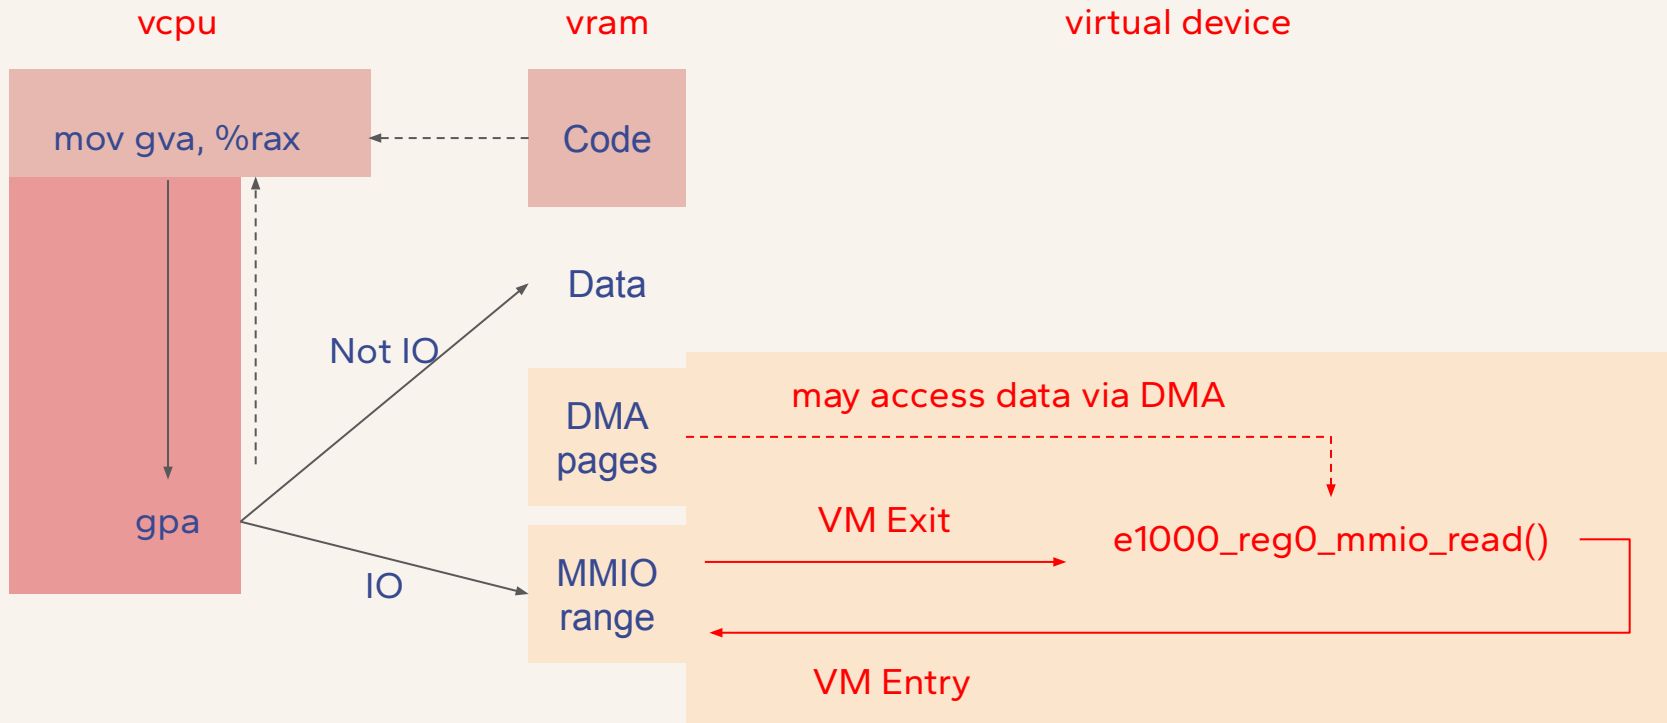 vcpu
vram
virtual device
mov gva, %rax
Code
Data
Not IO
may access data via DMA
DMA
pages
gpa
VM Exit
e1000_reg0_mmio_read()
IO
MMIO
range
VM Entry